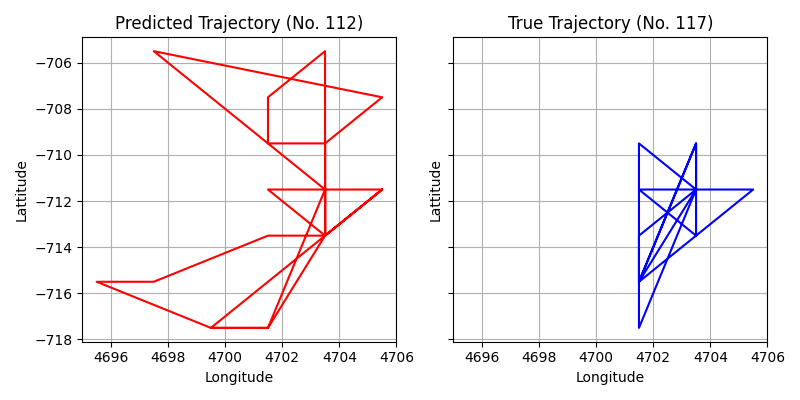 Predicted Trajectory (No. 112)
−706
−708
−710
−712
−714
−716
−718
Lattitude
4696 4698 4700 4702 4704 4706
Longitude
True Trajectory (No. 117)
Lattitude
4696 4698 4700 4702 4704 4706
Longitude